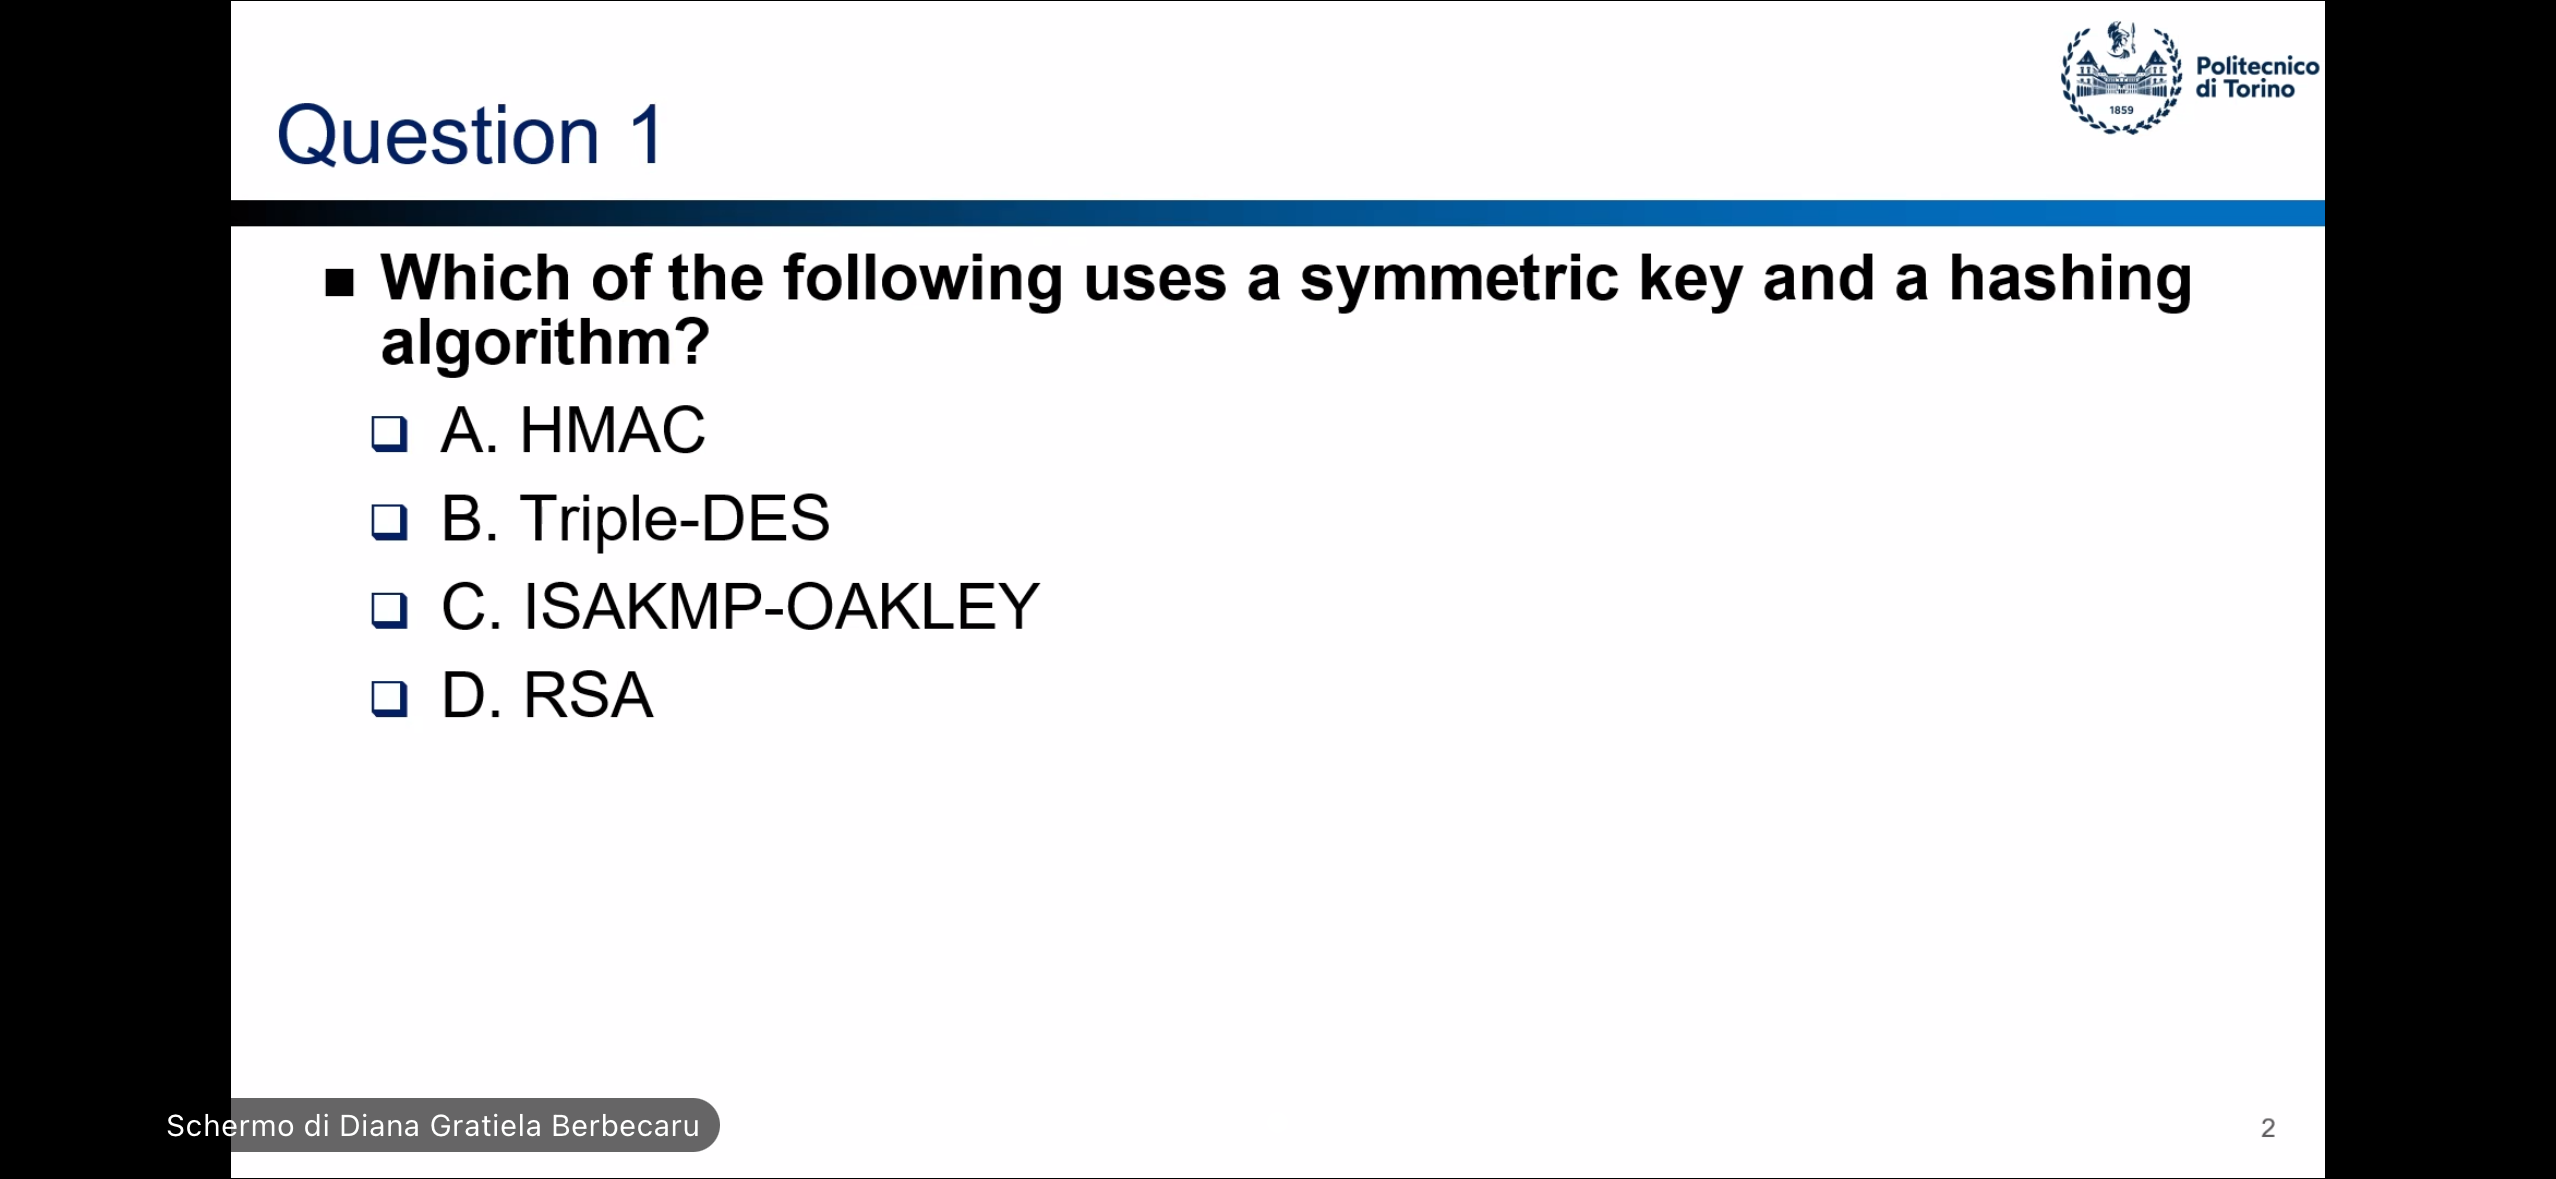 Politecnico
di Torino
1859
Question 1
Which of the following uses a symmetric key and a hashing
algorithm?
A. HMAC
B. Triple-DES
C. ISAKMP-OAKLEY
D. RSA
Schermo di Diana Gratiela Berbecaru
2